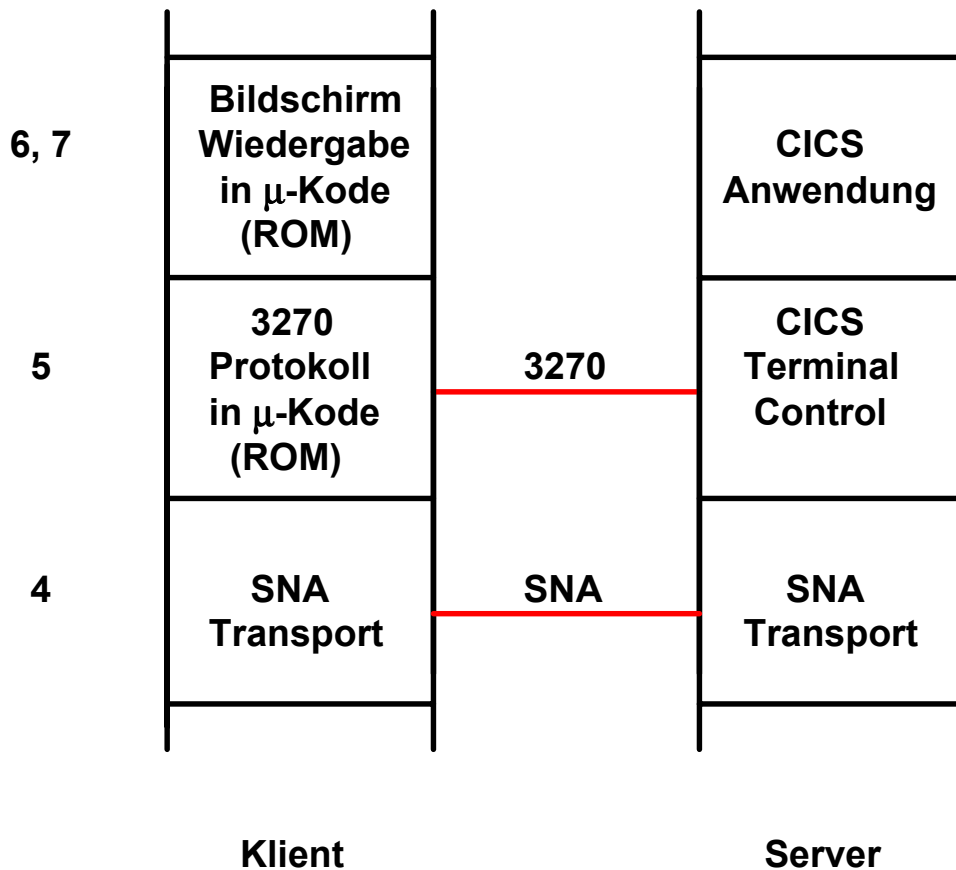 6, 7
Bildschirm
Wiedergabe
in μ-Kode
(ROM)
CICS
Anwendung
5
3270
Protokoll
in μ-Kode
(ROM)
3270
CICS
Terminal
Control
4
SNA
Transport
SNA
SNA
Transport
Klient
Server